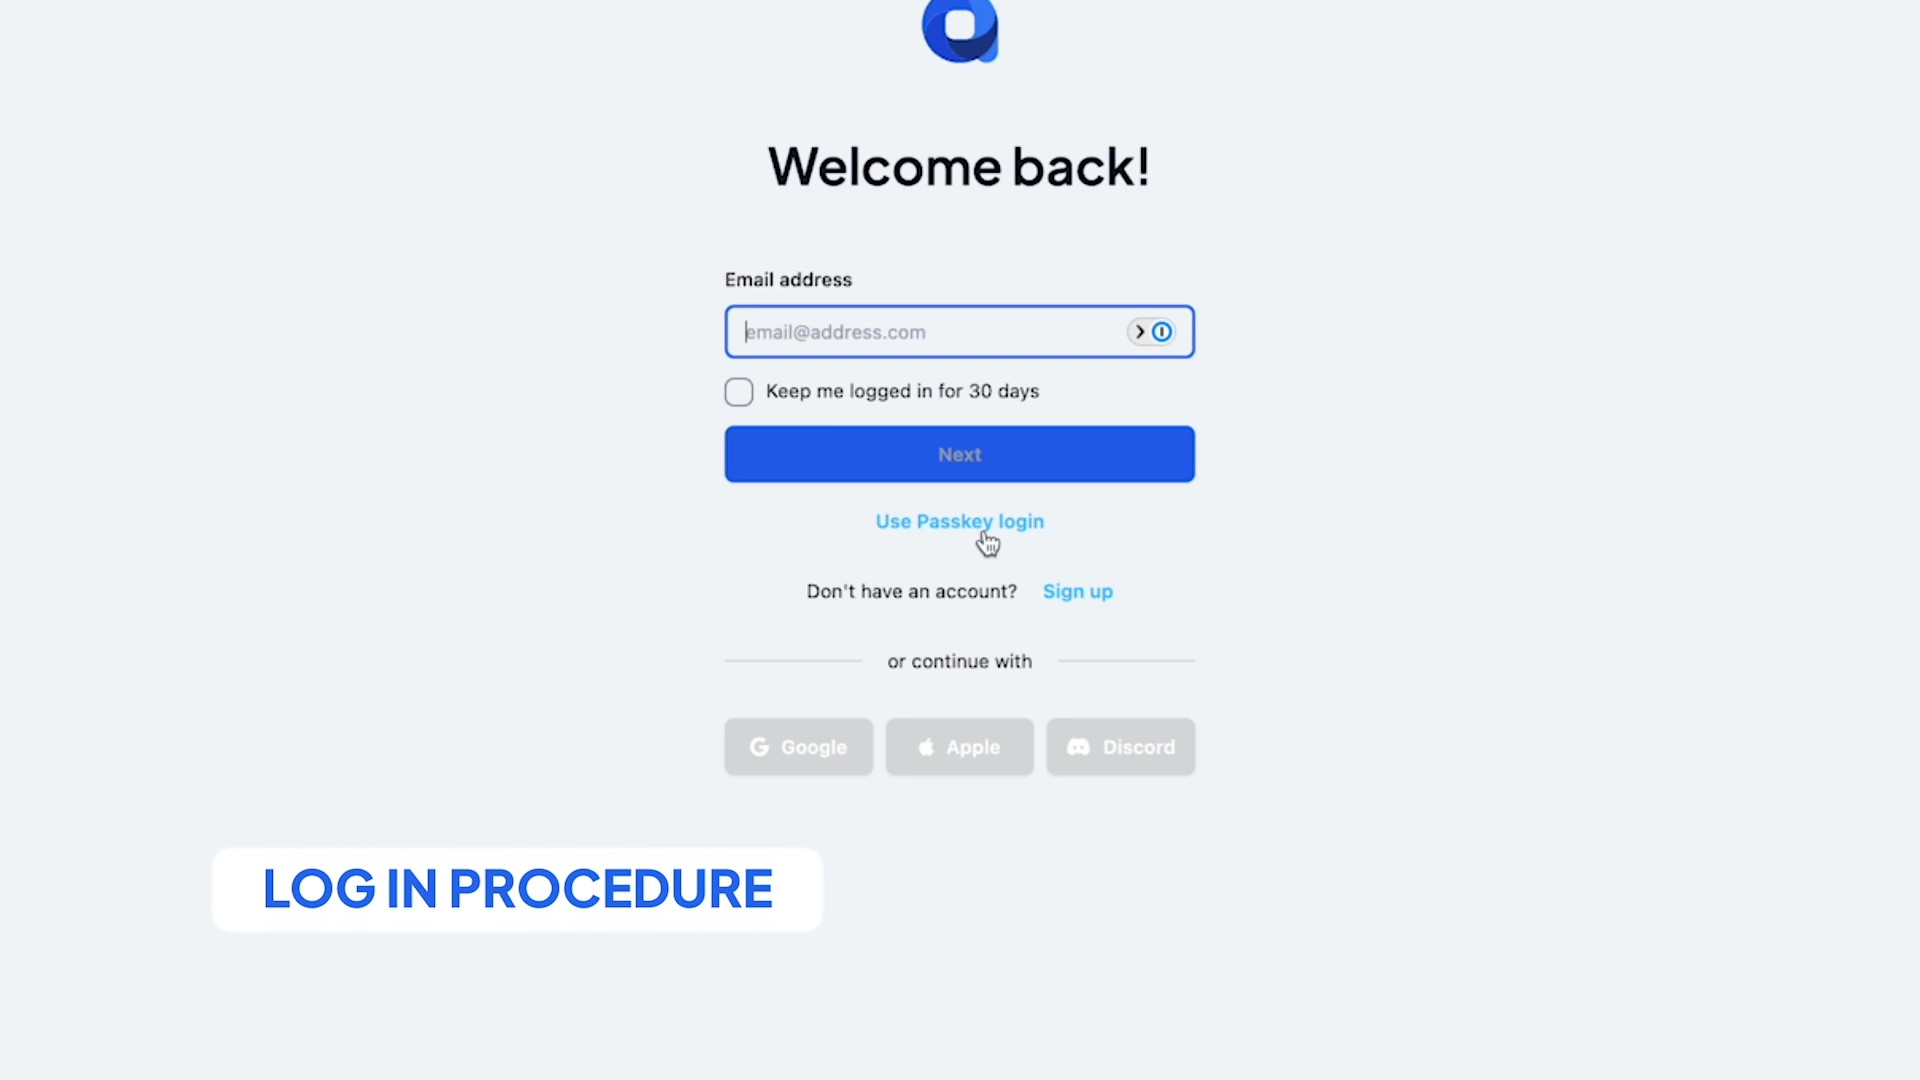 Welcome back!
Email address
email@address.com
Keep me logged in for 30 days
Next
Use Passkey login
Don't have an account? Sign up
or continue with
Google Apple Discord
LOG IN PROCEDURE